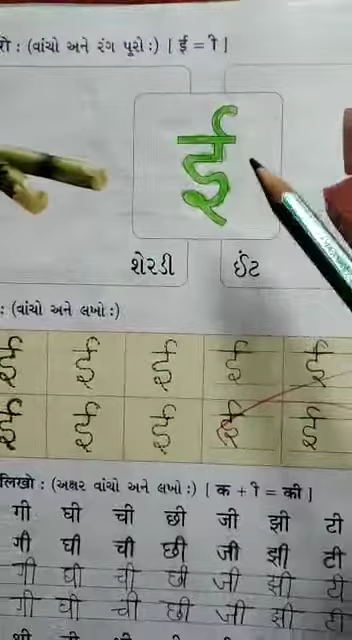 रो : (વાંચો અને રંગ પૂરો:) | ई = ी |
ई
શેરડી ઈંટ
: (વાંચો અને લખો:)
ई ई ई ई ई
ई ई ई ई ई
लिखो : (અક્ષર વાંચો અને લખો:) | क + ी = की |
गी घी ची छी जी झी टी
गी घी ची छी जी झी टी
गी घी ची छी जी झी टी
गी घी ची छी जी झी टी